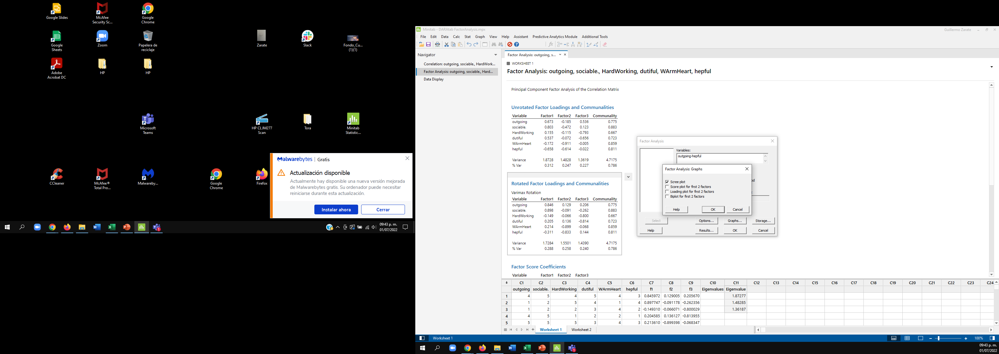 Google Slides
McAfee
Security Sc...
Google
Chrome
Google
Sheets
Zoom
Papelera de
reciclaje
Zarate
Slack
Fondo_Cu...
(1)(1)
Adobe
Acrobat DC
HP
HP
Microsoft
Teams
HP CLJM277
Scan
Tora
Minitab
Statistic...
CCleaner
McAfee®
Total Pro...
Malwareby...
Google
Chrome
Firefox
Malwarebytes | Gratis
Actualización disponible
Actualmente hay disponible una nueva versión mejorada
de Malwarebytes gratis. Su ordenador puede necesitar
reiniciarse durante esta actualización.
Instalar ahora
Cerrar
09:43 p. m.
01/07/2022
Minitab - DARAtab FactorAnalysis.mpx
Guillermo Zarate
File Edit Data Calc Stat Graph View Help Assistant Predictive Analytics Module Additional Tools
Navigator
Correlation: outgoing, sociable., HardWork...
Factor Analysis: outgoing, sociable., Hard...
Data Display
Factor Analysis: outgoing, s...
WORKSHEET 1
Factor Analysis: outgoing, sociable., HardWorking, dutiful, WArmHeart, hepful
Principal Component Factor Analysis of the Correlation Matrix
Unrotated Factor Loadings and Communalities
Variable Factor1 Factor2 Factor3 Communality
outgoing 0.673 -0.185 0.536 0.775
sociable. 0.803 -0.472 0.123 0.883
HardWorking 0.155 -0.115 -0.793 0.667
dutiful 0.537 -0.072 -0.656 0.723
WArmHeart -0.172 -0.911 -0.005 0.859
hepful -0.658 -0.614 -0.022 0.811
Variance 1.8728 1.4828 1.3619 4.7175
% Var 0.312 0.247 0.227 0.786
Rotated Factor Loadings and Communalities
Varimax Rotation
Variable Factor1 Factor2 Factor3 Communality
outgoing 0.846 0.129 0.206 0.775
sociable. 0.898 -0.091 -0.262 0.883
HardWorking -0.149 -0.066 -0.800 0.667
dutiful 0.205 0.136 -0.814 0.723
WArmHeart 0.214 -0.899 -0.068 0.859
hepful -0.311 -0.833 0.144 0.811
Variance 1.7284 1.5501 1.4390 4.7175
% Var 0.288 0.258 0.240 0.786
Factor Score Coefficients
Variable Factor1 Factor2 Factor3
Factor Analysis
Variables:
outgoing-hepful
Factor Analysis: Graphs
Scree plot
Score plot for first 2 factors
Loading plot for first 2 factors
Biplot for first 2 factors
Help OK Cancel
Select Options... Graphs... Storage...
Help Results... OK Cancel
C1 C2 C3 C4 C5 C6 C7 C8 C9 C10 C11 C12 C13 C14 C15 C16 C17 C18 C19 C20 C21 C22 C23 C24
outgoing sociable. HardWorking dutiful WArmHeart hepful f1 f2 f3 Eigenvalues Eigenvalue
1 4 5 4 5 4 3 0.845972 0.129005 0.205670 1.87277
2 1 2 5 4 1 4 0.897747 -0.091178 -0.262356 1.48285
3 1 2 2 3 4 2 -0.149310 -0.066071 -0.800029 1.36187
4 4 5 1 2 2 1 0.204585 0.136127 -0.813955
5 5 5 5 3 4 3 0.213610 -0.899398 -0.068347
Worksheet 1 Worksheet 2
Worksheet 1
100%
09:43 p. m.
01/07/2022